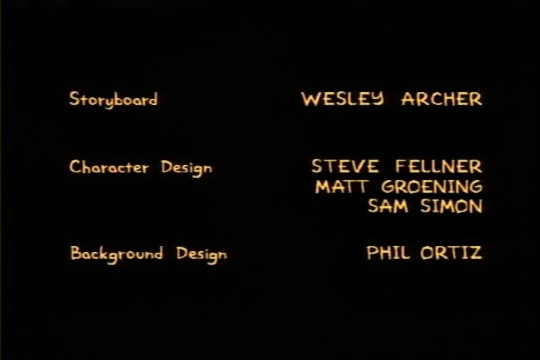 Storyboard WESLEY ARCHER
Character Design STEVE FELLNER
MATT GROENING
SAM SIMON
Background Design PHIL ORTIZ